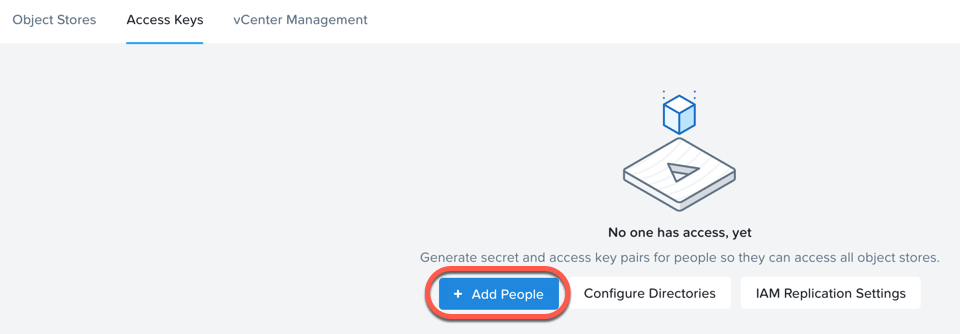 Object Stores Access Keys vCenter Management
No one has access, yet
Generate secret and access key pairs for people so they can access all object stores.
+ Add People Configure Directories IAM Replication Settings